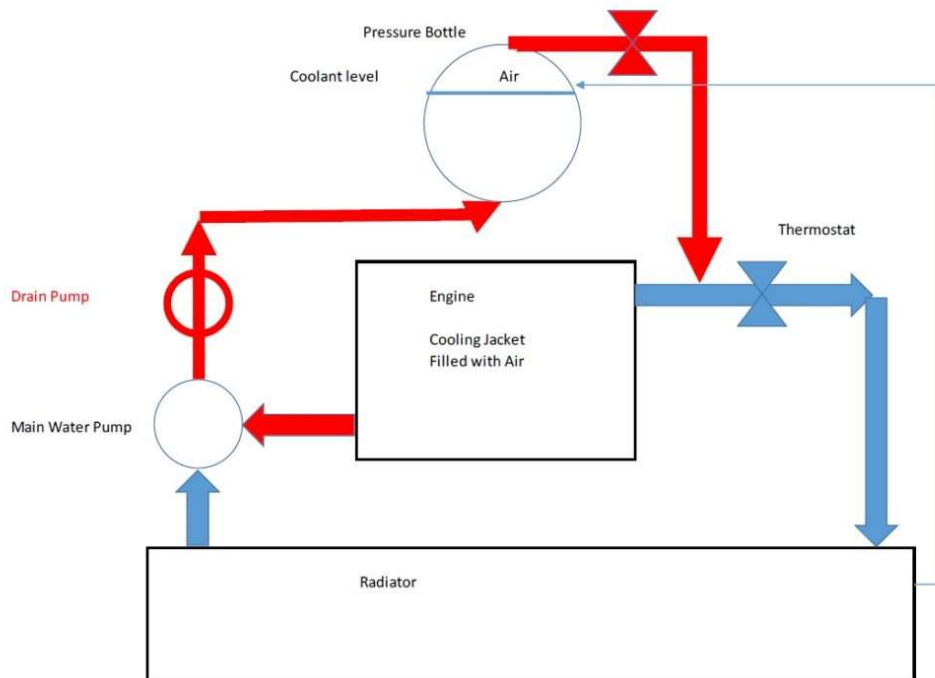 Pressure Bottle
Coolant level
Air
Thermostat
Drain Pump
Engine
Cooling Jacket
Filled with Air
Main Water Pump
Radiator